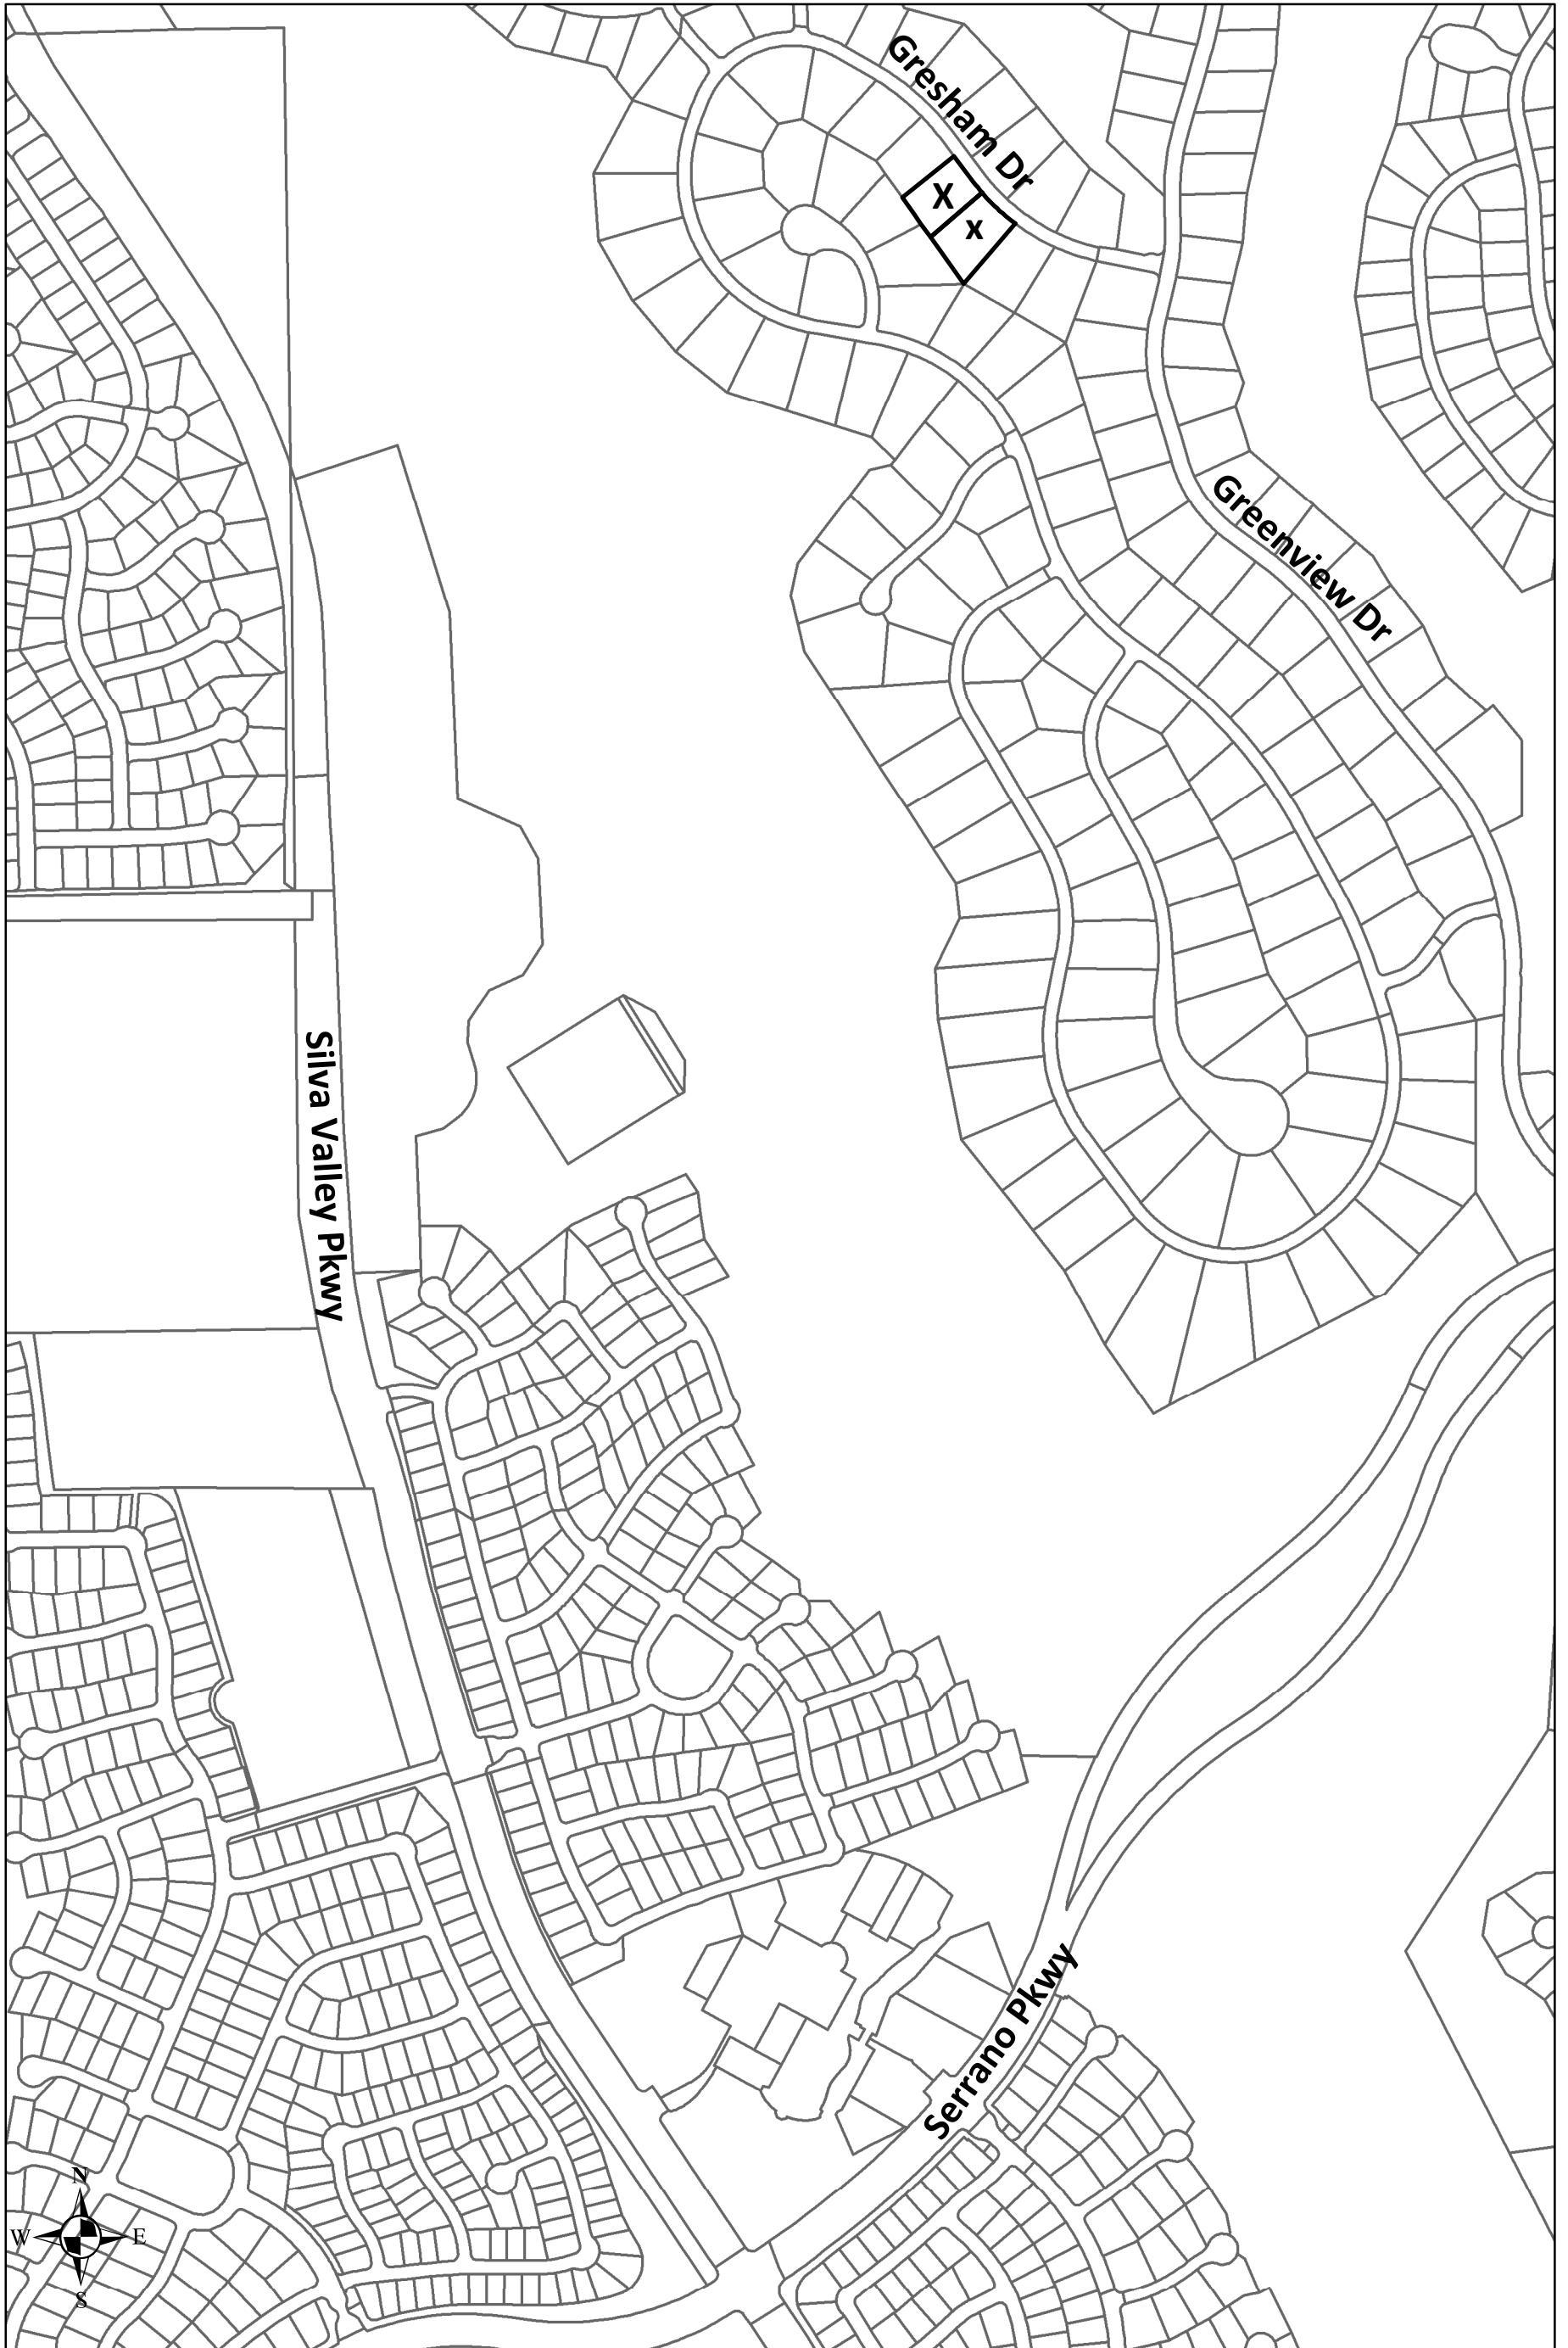 Gresham Dr
X
x
Greenview Dr
Silva Valley Pkwy
Serrano Pkwy
N
W E
S